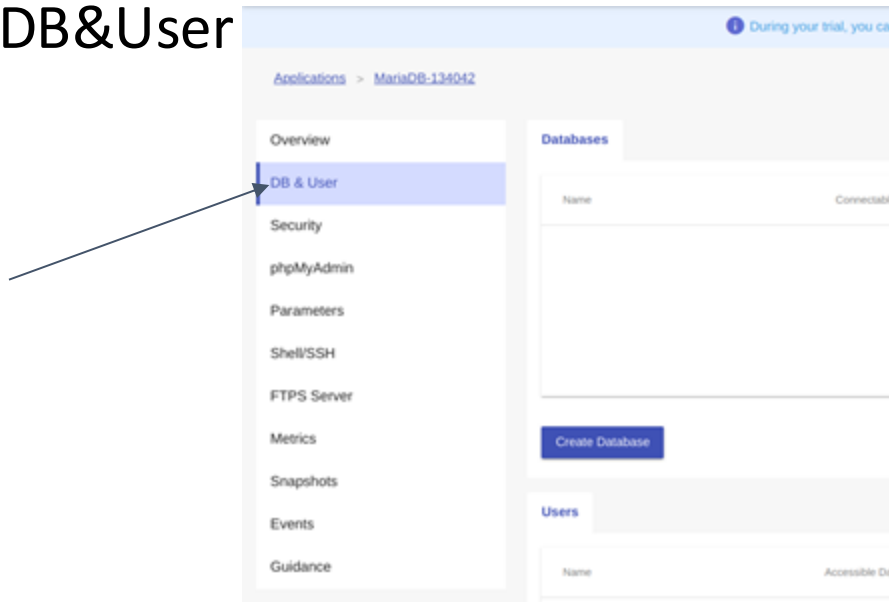 DB&User
During your trial, you
Applications > MariaDB-134042
Overview
DB & User
Security
phpMyAdmin
Parameters
Shell/SSH
FTPS Server
Metrics
Snapshots
Events
Guidance
Databases
Name
Create Database
Users
Name Accessible